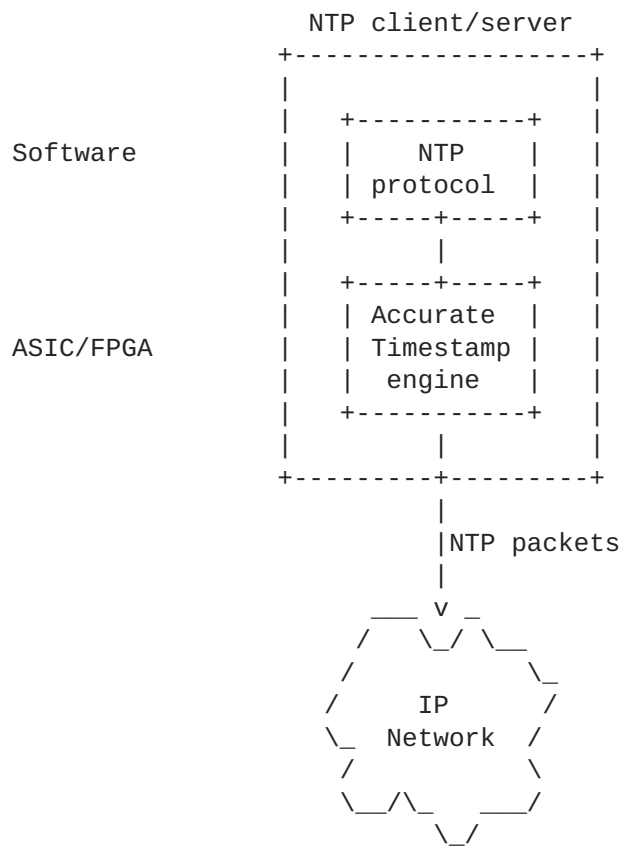 NTP client/server
Software
NTP
protocol
ASIC/FPGA
Accurate
Timestamp
engine
NTP packets
IP
Network